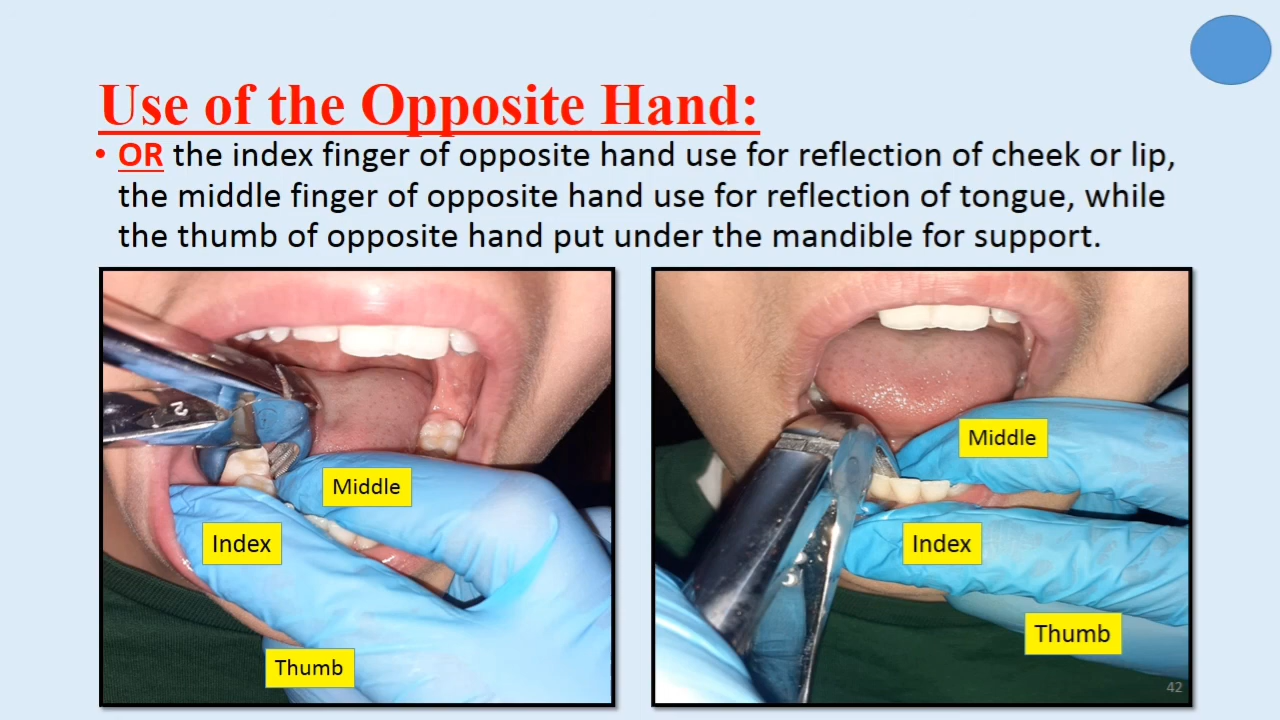 Use of the Opposite Hand:
• OR the index finger of opposite hand use for reflection of cheek or lip,
the middle finger of opposite hand use for reflection of tongue, while
the thumb of opposite hand put under the mandible for support.
2
Middle
Index
Thumb
Middle
Index
Thumb
42